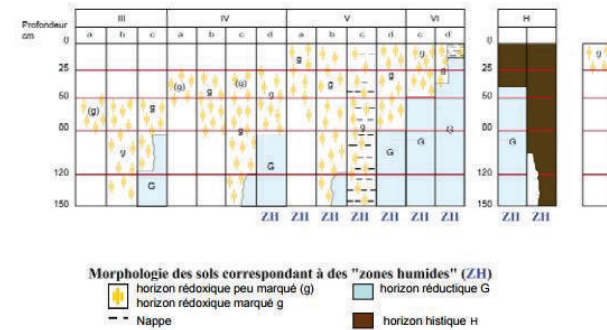 Profondeur
cm
III IV V VI H
a b c a b c d a b c d c d
0 0
g g g g
25 25
(g) g (g) g g g g
50 50
(g) g G G
80 80
g g g G
G G
120 120
G
150 150
ZH ZH ZH ZH ZH ZH ZH ZH ZH
Morphologie des sols correspondant à des "zones humides" (ZH)
horizon rédoxique peu marqué (g)
horizon rédoxique marqué g
horizon réductique G
Nappe
horizon histique H